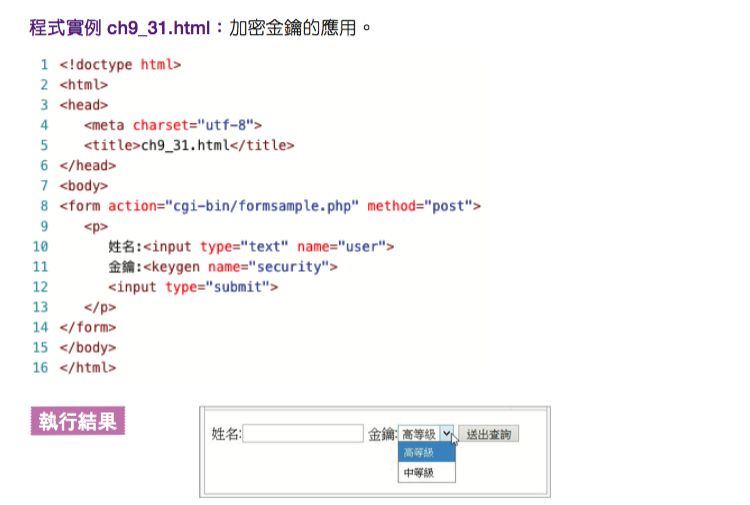 程式實例 ch9_31.html：加密金鑰的應用。
1 <!doctype html>
2 <html>
3 <head>
4 <meta charset="utf-8">
5 <title>ch9_31.html</title>
6 </head>
7 <body>
8 <form action="cgi-bin/formsample.php" method="post">
9 <p>
10 姓名:<input type="text" name="user">
11 金鑰:<keygen name="security">
12 <input type="submit">
13 </p>
14 </form>
15 </body>
16 </html>
執行結果
姓名: 金鑰: 高等級 送出查詢
高等級
中等級